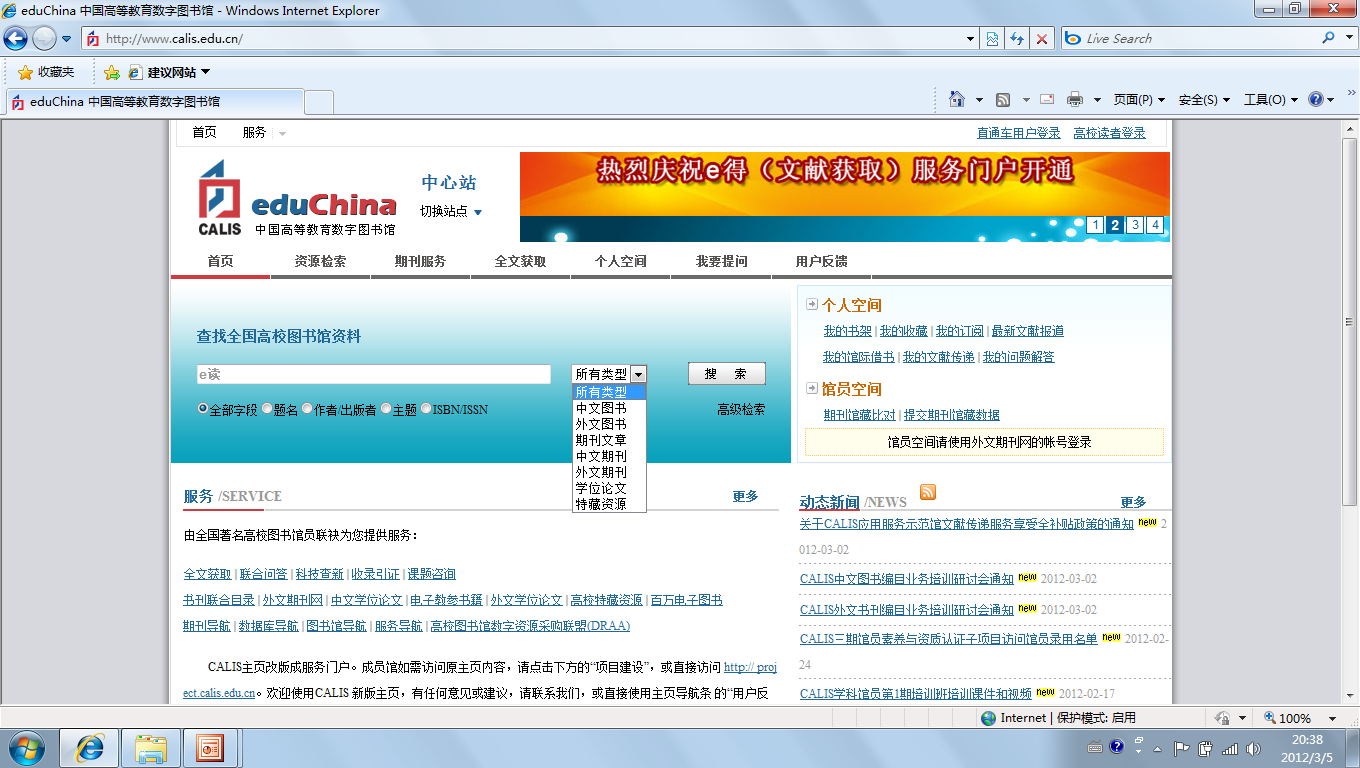 eduChina 中国高等教育数字图书馆 - Windows Internet Explorer
http://www.calis.edu.cn/
Live Search
收藏夹 建议网站
eduChina 中国高等教育数字图书馆
页面(P) 安全(S) 工具(O)
首页 服务
直通车用户登录 高校读者登录
CALIS
eduChina
中国高等教育数字图书馆
中心站
切换站点
热烈庆祝e得（文献获取）服务门户开通
1 2 3 4
首页 资源检索 期刊服务 全文获取 个人空间 我要提问 用户反馈
查找全国高校图书馆资料
e读
所有类型
搜 索
全部字段 题名 作者/出版者 主题 ISBN/ISSN
高级检索
所有类型
中文图书
外文图书
期刊文章
中文期刊
外文期刊
学位论文
特藏资源
个人空间
我的书架 | 我的收藏 | 我的订阅 | 最新文献报道
我的馆际借书 | 我的文献传递 | 我的问题解答
馆员空间
期刊馆藏比对 | 提交期刊馆藏数据
馆员空间请使用外文期刊网的帐号登录
服务 /SERVICE
更多
由全国著名高校图书馆员联袂为您提供服务：
全文获取 | 联合问答 | 科技查新 | 收录引证 | 课题咨询
书刊联合目录 | 外文期刊网 | 中文学位论文 | 电子教参书籍 | 外文学位论文 | 高校特藏资源 | 百万电子图书
期刊导航 | 数据库导航 | 图书馆导航 | 服务导航 | 高校图书馆数字资源采购联盟(DRAA)
CALIS主页改版成服务门户。成员馆如需访问原主页内容，请点击下方的“项目建设”，或直接访问 http:// proj
ect.calis.edu.cn。欢迎使用CALIS 新版主页，有任何意见或建议，请联系我们，或直接使用主页导航条 的“用户反
动态新闻 /NEWS
更多
关于CALIS应用服务示范馆文献传递服务享受全补贴政策的通知 new 2
012-03-02
CALIS中文图书编目业务培训研讨会通知 new 2012-03-02
CALIS外文书刊编目业务培训研讨会通知 new 2012-03-02
CALIS三期馆员素养与资质认证子项目访问馆员录用名单 new 2012-02-
24
CALIS学科馆员第1期培训班培训课件和视频 new 2012-02-17
Internet | 保护模式: 启用
100%
20:38
2012/3/5